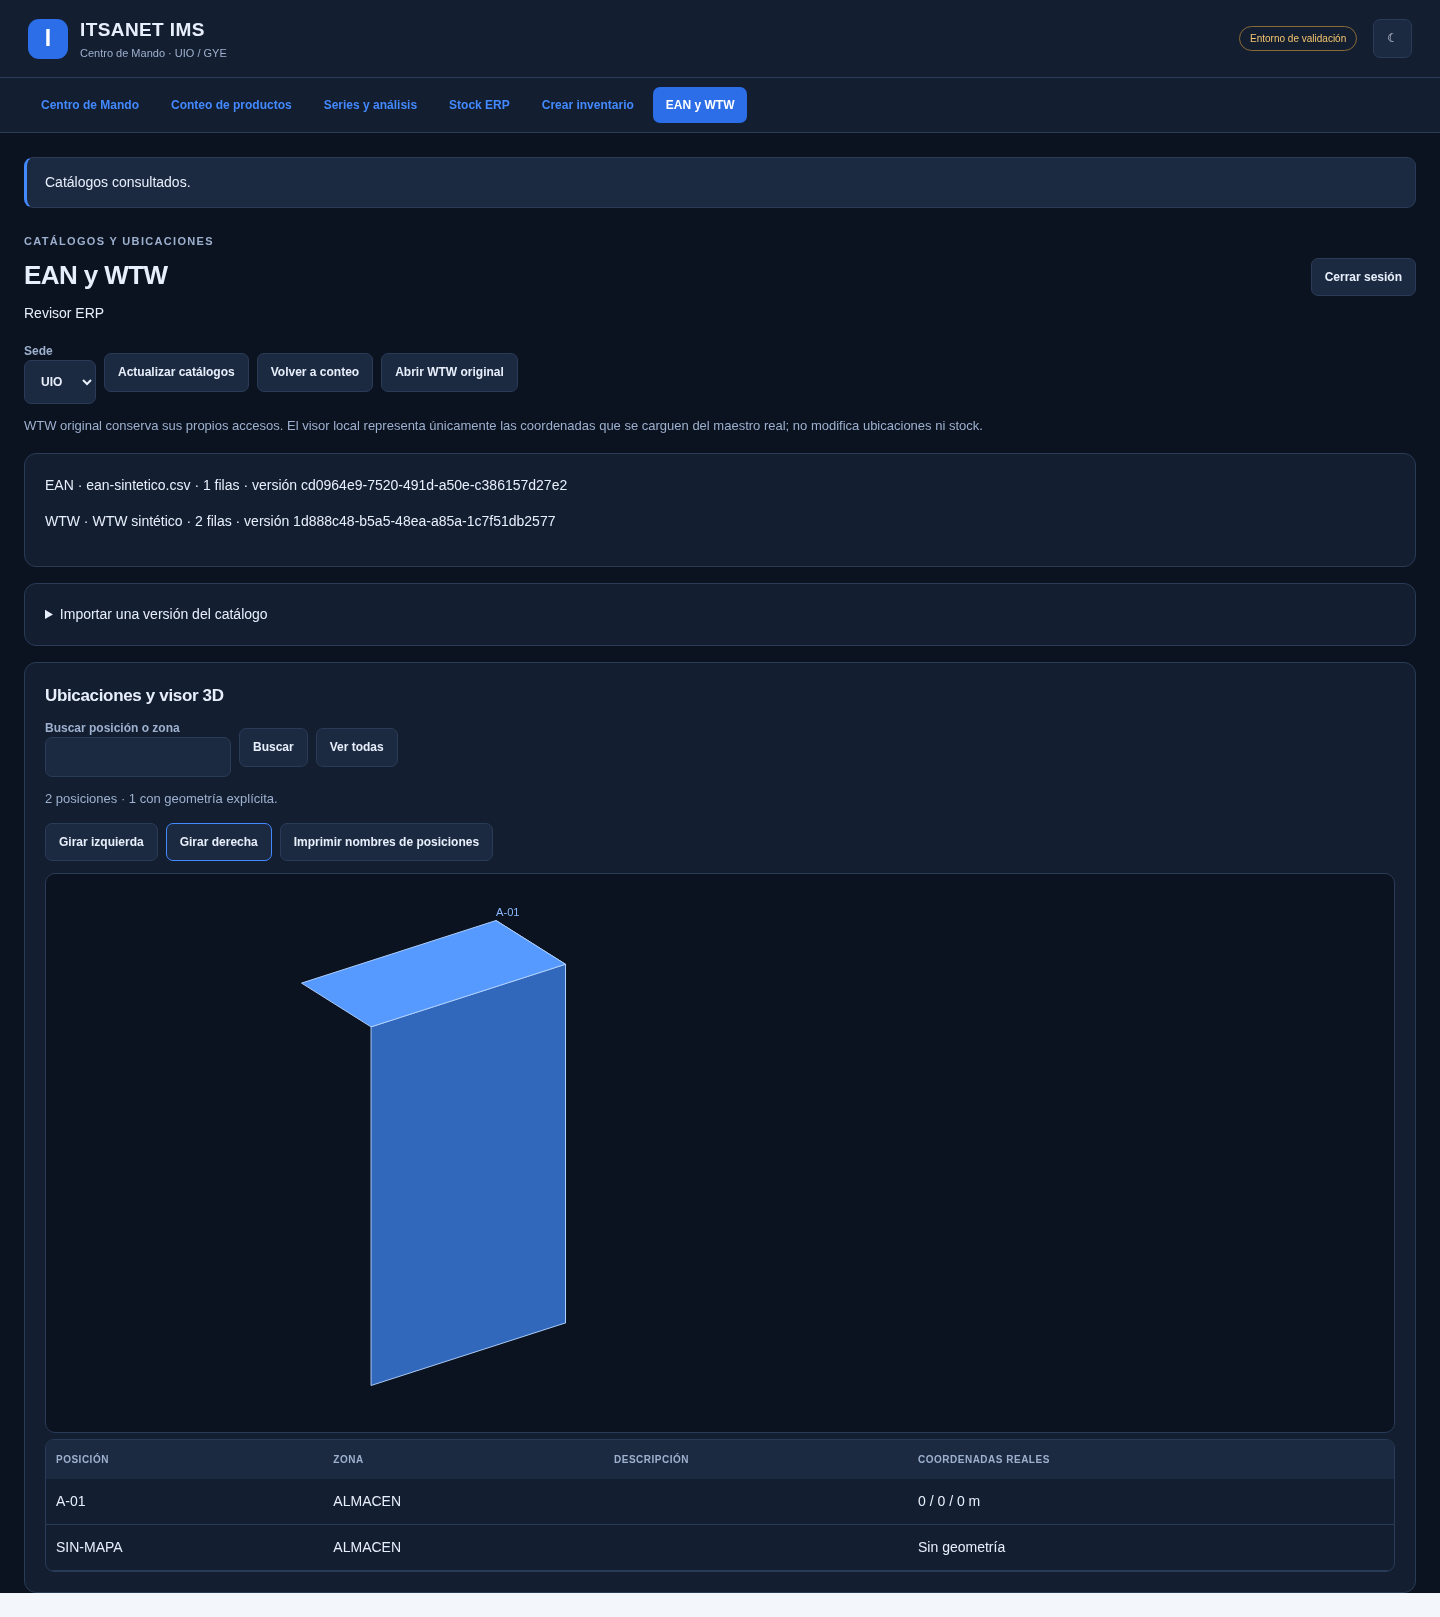 I
ITSANET IMS
Centro de Mando · UIO / GYE
Entorno de validación
Centro de Mando
Conteo de productos
Series y análisis
Stock ERP
Crear inventario
EAN y WTW
Catálogos consultados.
CATÁLOGOS Y UBICACIONES
EAN y WTW
Cerrar sesión
Revisor ERP
Sede
UIO
Actualizar catálogos
Volver a conteo
Abrir WTW original
WTW original conserva sus propios accesos. El visor local representa únicamente las coordenadas que se carguen del maestro real; no modifica ubicaciones ni stock.
EAN · ean-sintetico.csv · 1 filas · versión cd0964e9-7520-491d-a50e-c386157d27e2
WTW · WTW sintético · 2 filas · versión 1d888c48-b5a5-48ea-a85a-1c7f51db2577
Importar una versión del catálogo
Ubicaciones y visor 3D
Buscar posición o zona
Buscar
Ver todas
2 posiciones · 1 con geometría explícita.
Girar izquierda
Girar derecha
Imprimir nombres de posiciones
A-01
POSICIÓN ZONA DESCRIPCIÓN COORDENADAS REALES
A-01 ALMACEN 0 / 0 / 0 m
SIN-MAPA ALMACEN Sin geometría